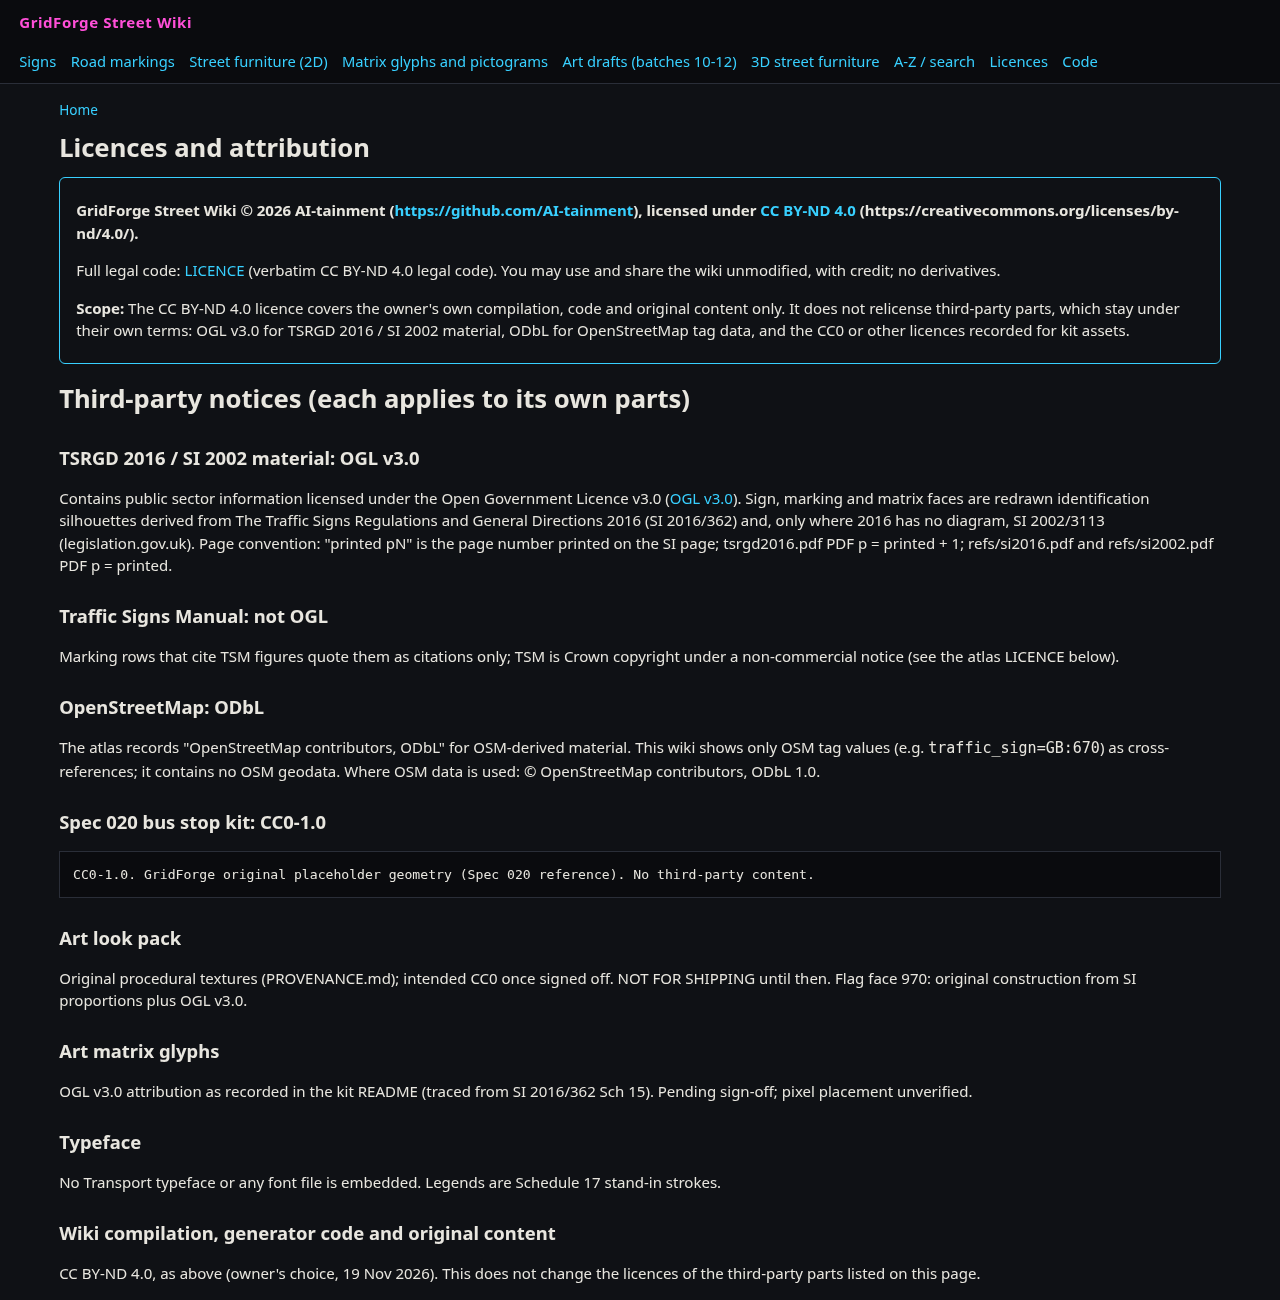 GridForge Street Wiki
Signs Road markings Street furniture (2D) Matrix glyphs and pictograms Art drafts (batches 10-12) 3D street furniture A-Z / search Licences Code
Home
Licences and attribution
GridForge Street Wiki © 2026 AI-tainment (https://github.com/AI-tainment), licensed under CC BY-ND 4.0 (https://creativecommons.org/licenses/by-
nd/4.0/).
Full legal code: LICENCE (verbatim CC BY-ND 4.0 legal code). You may use and share the wiki unmodified, with credit; no derivatives.
Scope: The CC BY-ND 4.0 licence covers the owner's own compilation, code and original content only. It does not relicense third-party parts, which stay under
their own terms: OGL v3.0 for TSRGD 2016 / SI 2002 material, ODbL for OpenStreetMap tag data, and the CC0 or other licences recorded for kit assets.
Third-party notices (each applies to its own parts)
TSRGD 2016 / SI 2002 material: OGL v3.0
Contains public sector information licensed under the Open Government Licence v3.0 (OGL v3.0). Sign, marking and matrix faces are redrawn identification
silhouettes derived from The Traffic Signs Regulations and General Directions 2016 (SI 2016/362) and, only where 2016 has no diagram, SI 2002/3113
(legislation.gov.uk). Page convention: "printed pN" is the page number printed on the SI page; tsrgd2016.pdf PDF p = printed + 1; refs/si2016.pdf and refs/si2002.pdf
PDF p = printed.
Traffic Signs Manual: not OGL
Marking rows that cite TSM figures quote them as citations only; TSM is Crown copyright under a non-commercial notice (see the atlas LICENCE below).
OpenStreetMap: ODbL
The atlas records "OpenStreetMap contributors, ODbL" for OSM-derived material. This wiki shows only OSM tag values (e.g. traffic_sign=GB:670) as cross-
references; it contains no OSM geodata. Where OSM data is used: © OpenStreetMap contributors, ODbL 1.0.
Spec 020 bus stop kit: CC0-1.0
CC0-1.0. GridForge original placeholder geometry (Spec 020 reference). No third-party content.
Art look pack
Original procedural textures (PROVENANCE.md); intended CC0 once signed off. NOT FOR SHIPPING until then. Flag face 970: original construction from SI
proportions plus OGL v3.0.
Art matrix glyphs
OGL v3.0 attribution as recorded in the kit README (traced from SI 2016/362 Sch 15). Pending sign-off; pixel placement unverified.
Typeface
No Transport typeface or any font file is embedded. Legends are Schedule 17 stand-in strokes.
Wiki compilation, generator code and original content
CC BY-ND 4.0, as above (owner's choice, 19 Nov 2026). This does not change the licences of the third-party parts listed on this page.